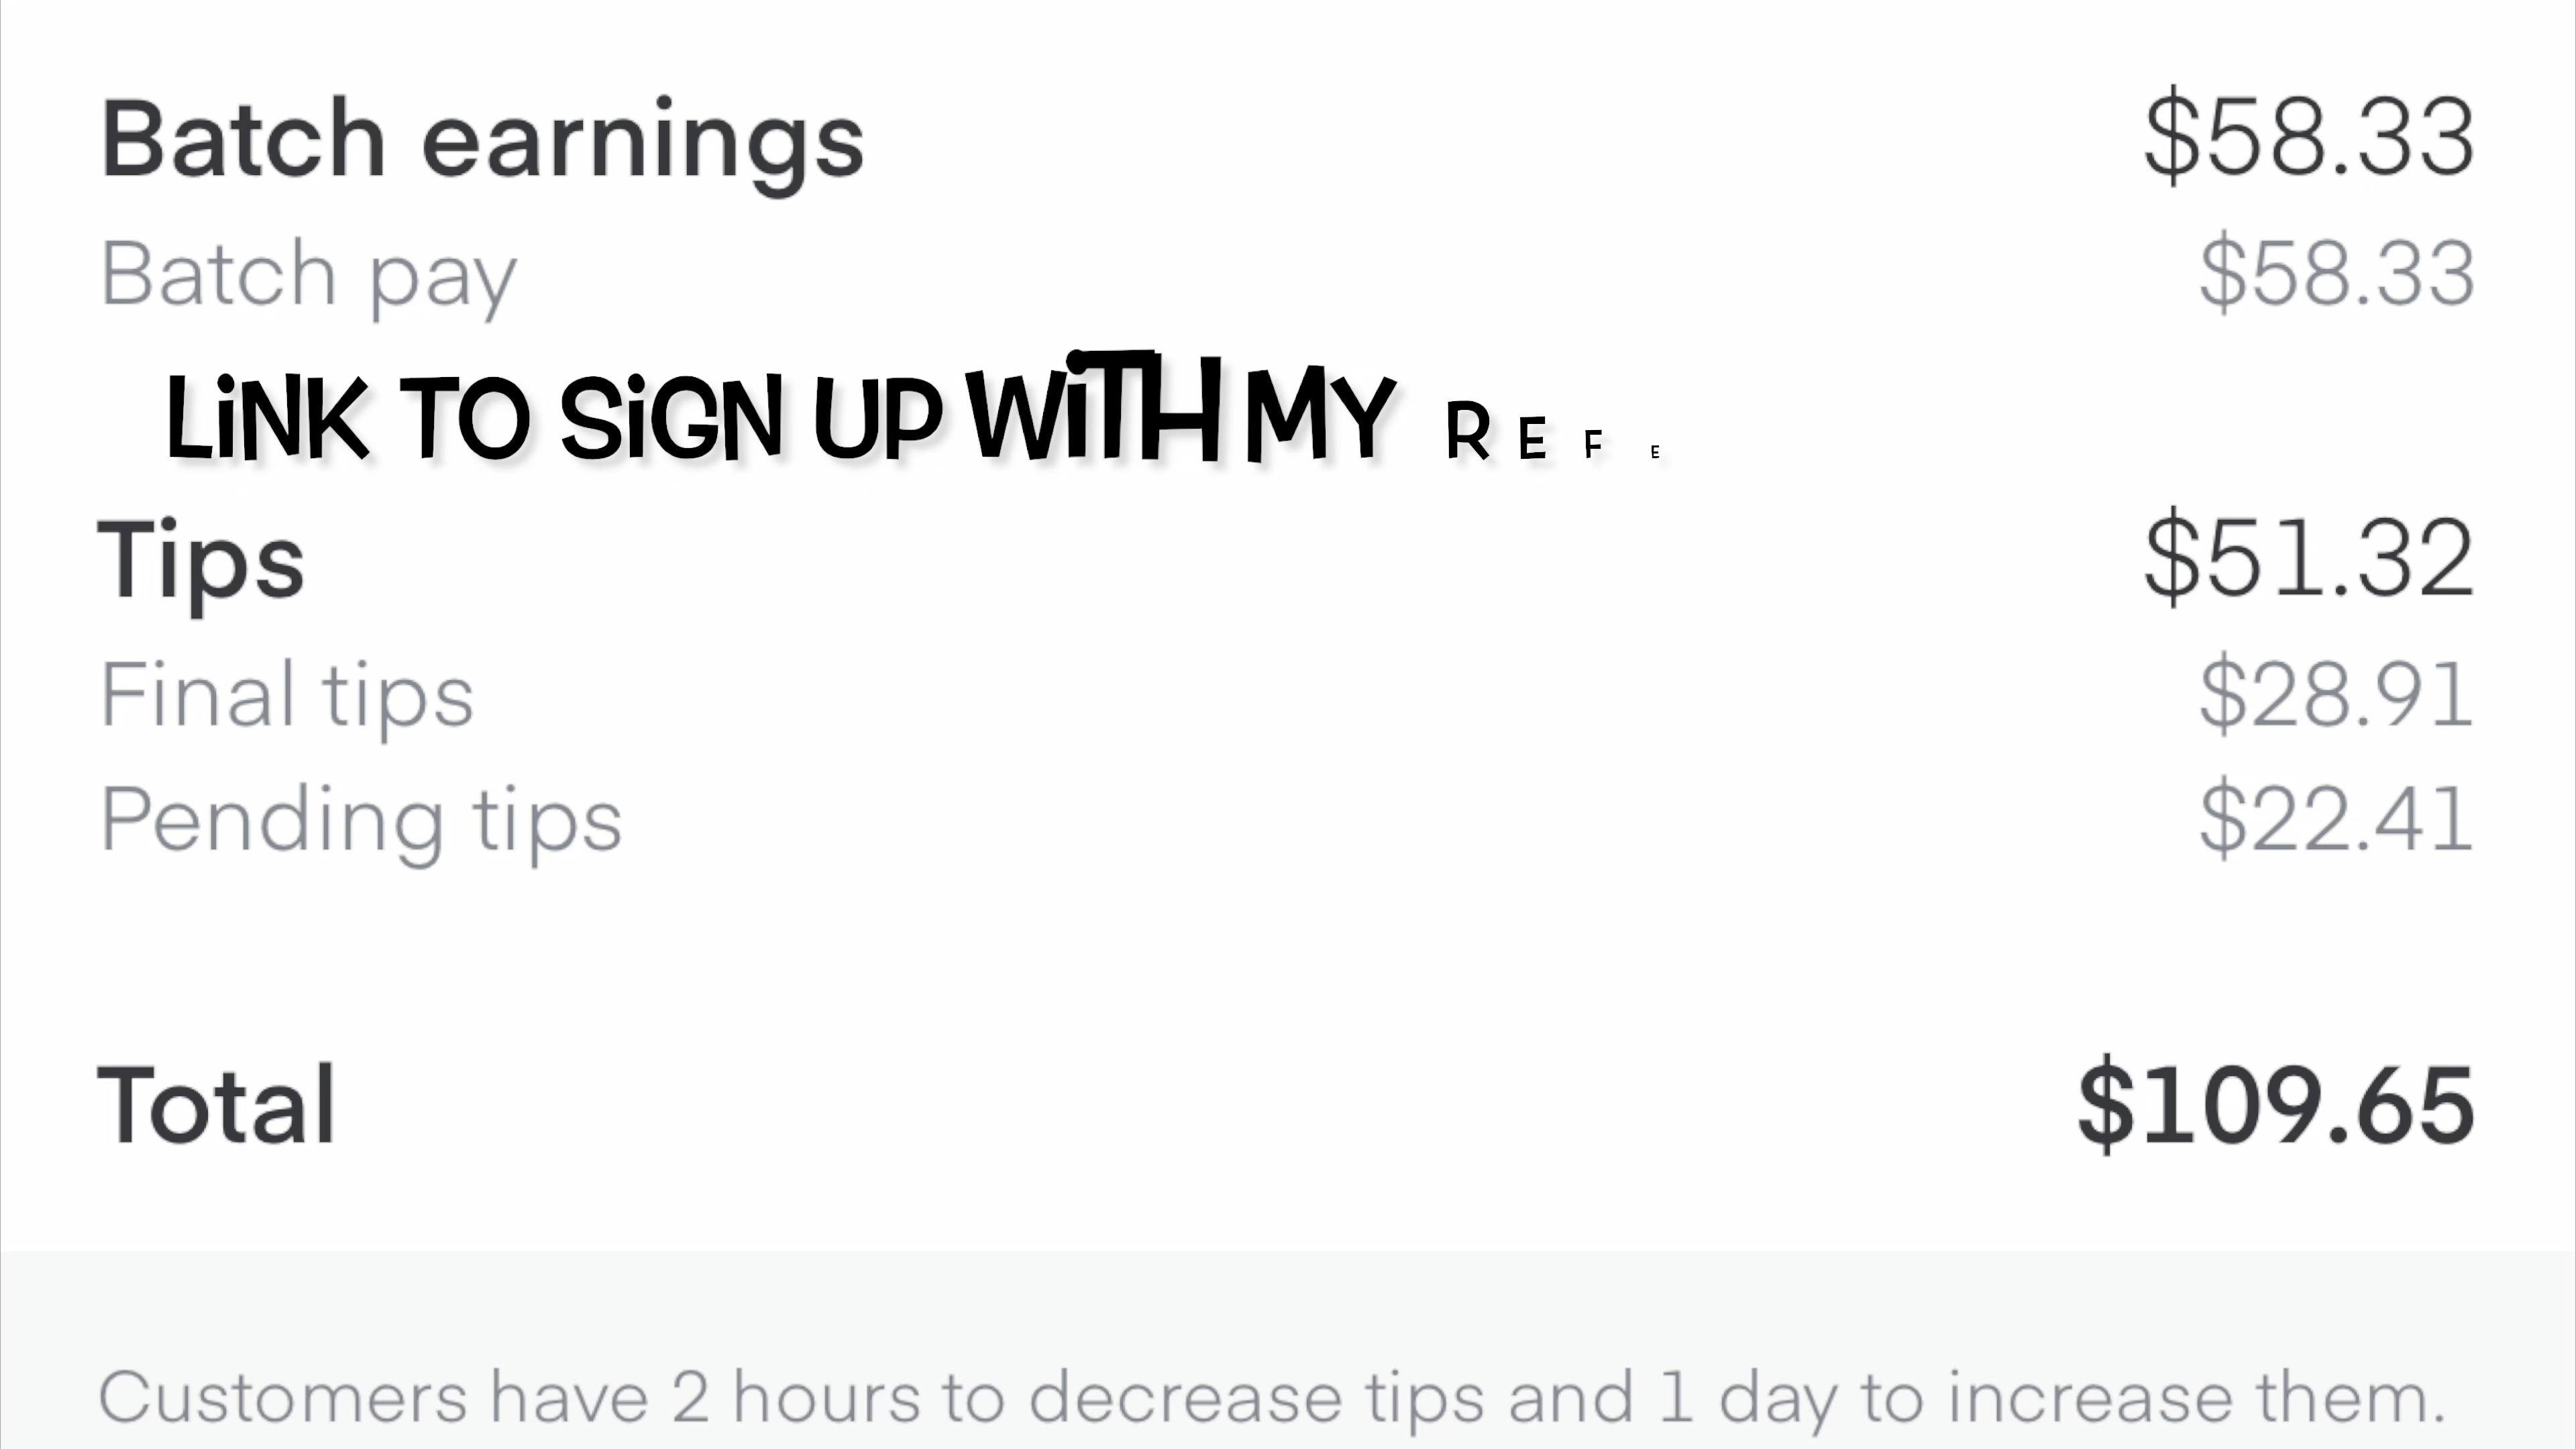 Batch earnings $58.33
Batch pay $58.33
LiNK TO SiGN UP WiTH MY R E F E
Tips $51.32
Final tips $28.91
Pending tips $22.41
Total $109.65
Customers have 2 hours to decrease tips and 1 day to increase them.